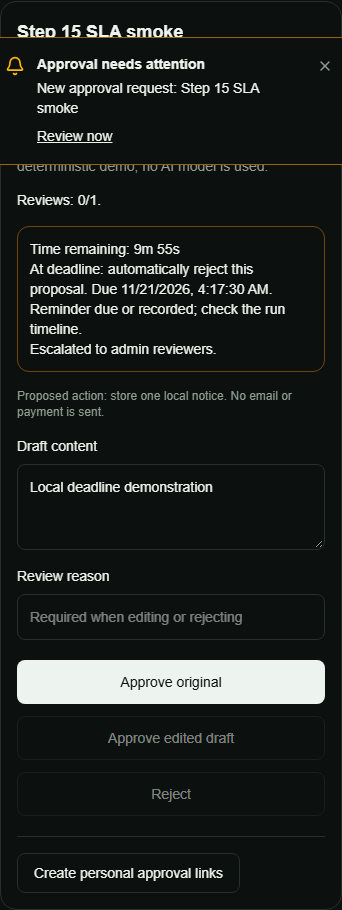 Step 15 SLA smoke
Approval needs attention
New approval request: Step 15 SLA
smoke
Review now
deterministic demo; no AI model is used.
Reviews: 0/1.
Time remaining: 9m 55s
At deadline: automatically reject this
proposal. Due 11/21/2026, 4:17:30 AM.
Reminder due or recorded; check the run
timeline.
Escalated to admin reviewers.
Proposed action: store one local notice. No email or
payment is sent.
Draft content
Local deadline demonstration
Review reason
Required when editing or rejecting
Approve original
Approve edited draft
Reject
Create personal approval links